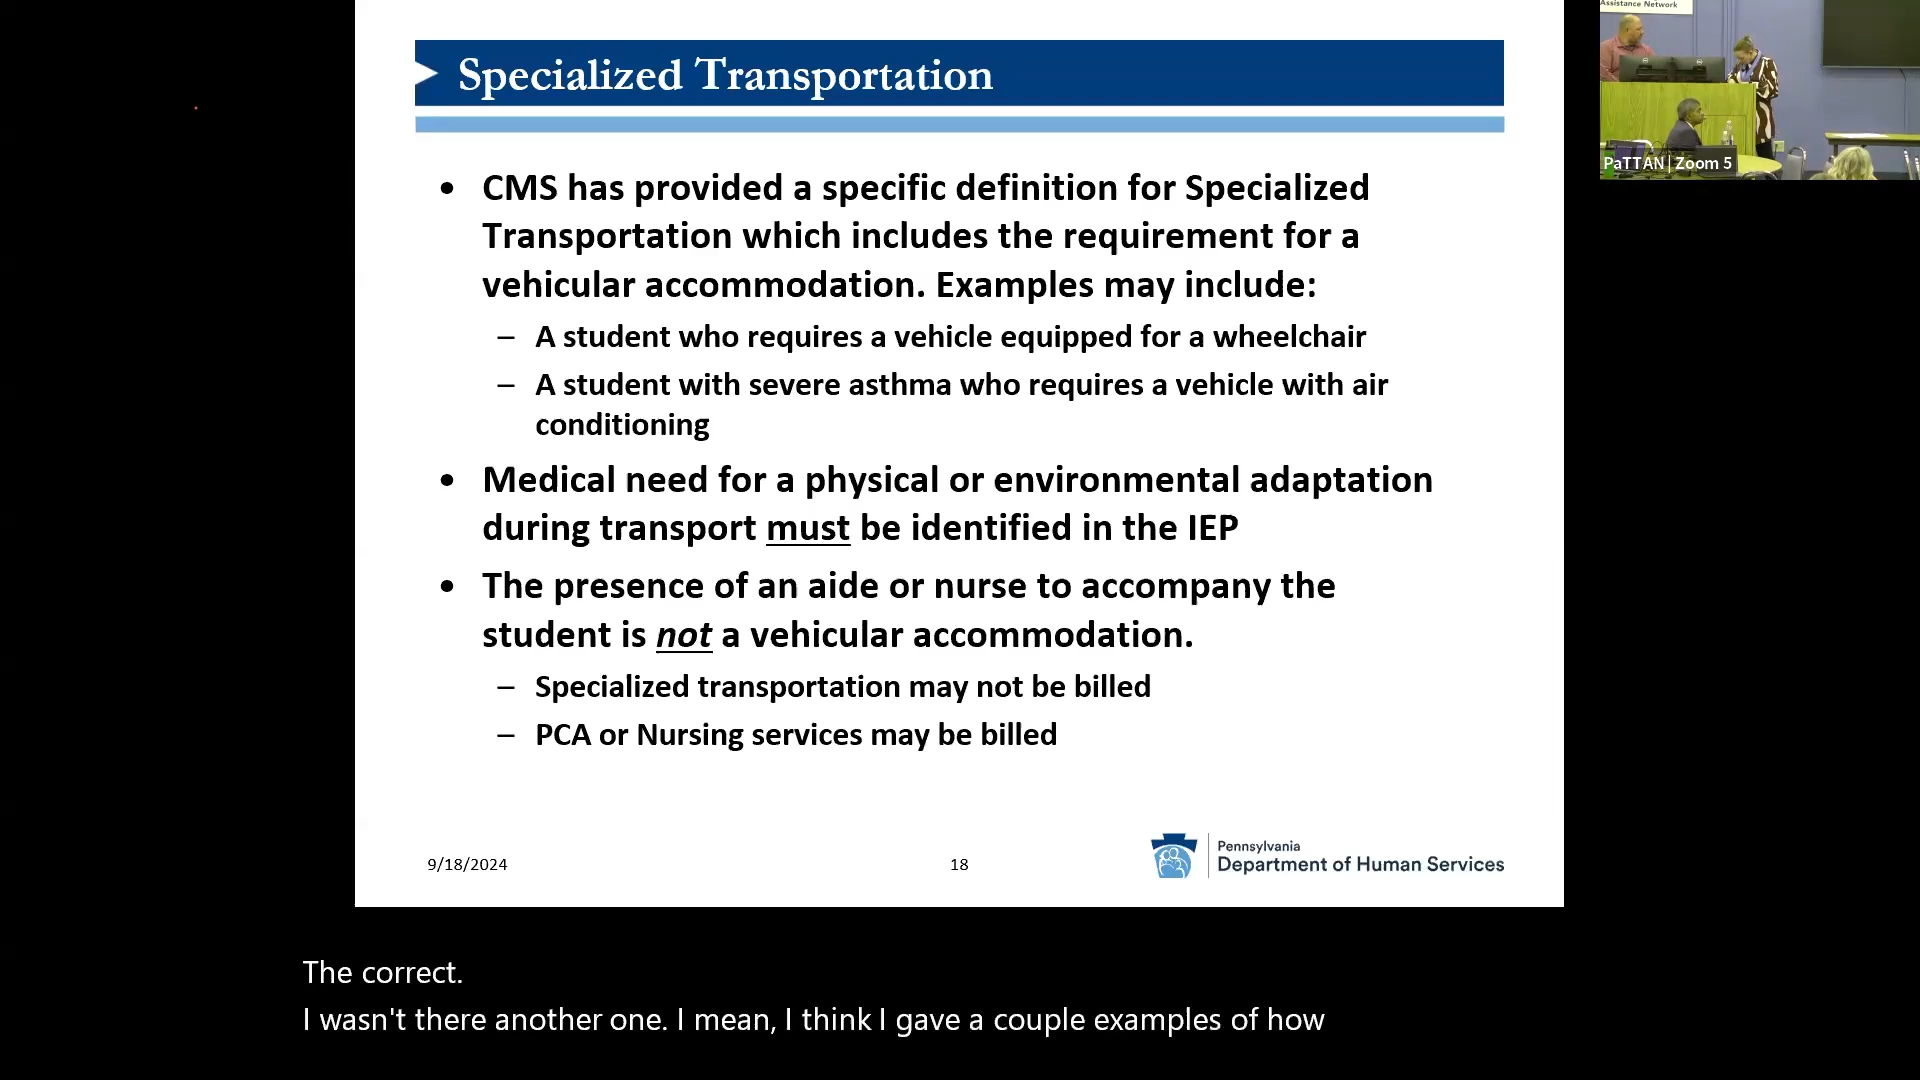 Specialized Transportation
• CMS has provided a specific definition for Specialized
Transportation which includes the requirement for a
vehicular accommodation. Examples may include:
– A student who requires a vehicle equipped for a wheelchair
– A student with severe asthma who requires a vehicle with air
conditioning
• Medical need for a physical or environmental adaptation
during transport must be identified in the IEP
• The presence of an aide or nurse to accompany the
student is not a vehicular accommodation.
– Specialized transportation may not be billed
– PCA or Nursing services may be billed
9/18/2024
18
Pennsylvania
Department of Human Services
Assistance Network
PaTTAN | Zoom 5
The correct.
I wasn't there another one. I mean, I think I gave a couple examples of how